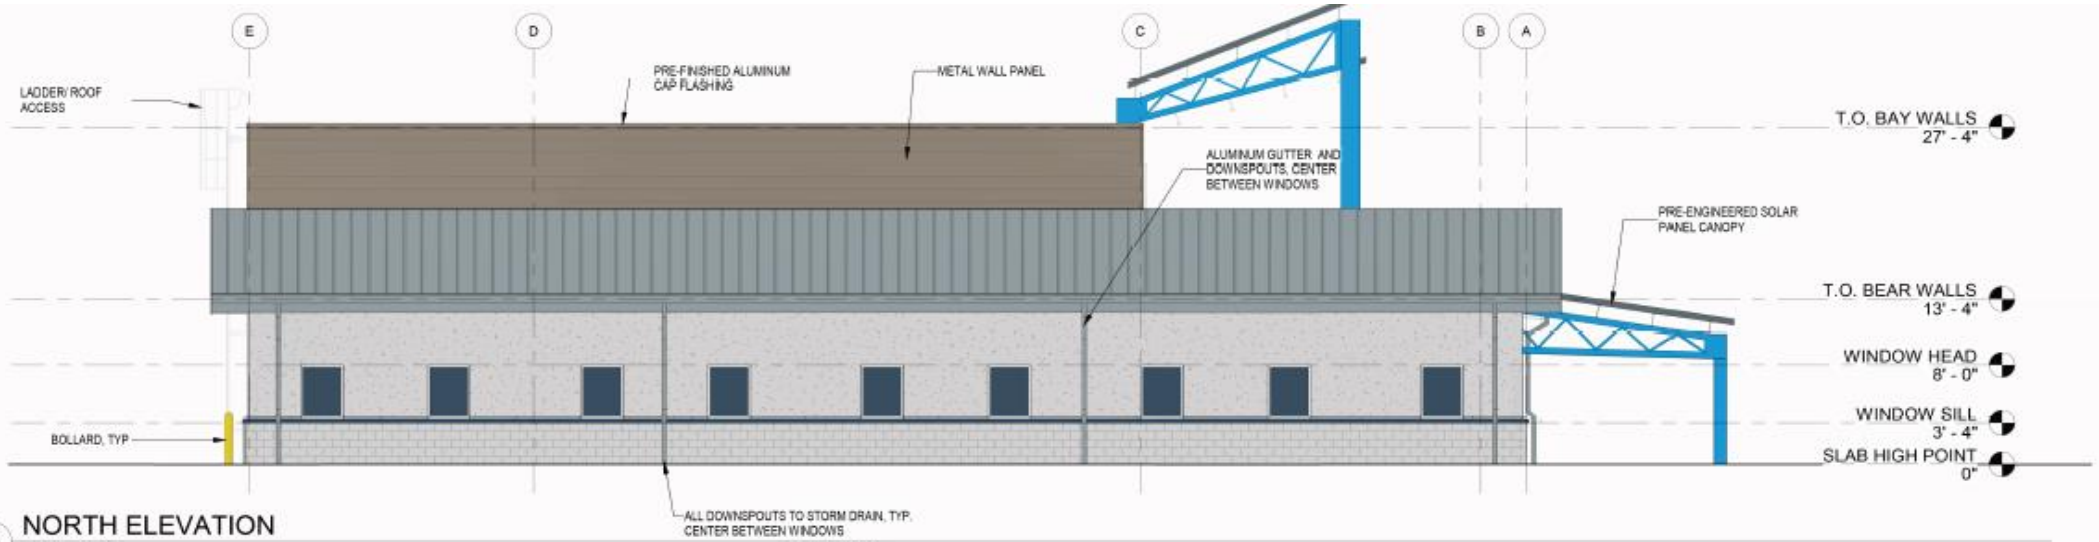 E
D
C
B
A
LADDER/ ROOF
ACCESS
PRE-FINISHED ALUMINUM
CAP FLASHING
METAL WALL PANEL
T.O. BAY WALLS
27' - 4"
ALUMINUM GUTTER AND
DOWNSPOUTS, CENTER
BETWEEN WINDOWS
PRE-ENGINEERED SOLAR
PANEL CANOPY
T.O. BEAR WALLS
13' - 4"
WINDOW HEAD
8' - 0"
WINDOW SILL
3' - 4"
BOLLARD, TYP
SLAB HIGH POINT
0"
ALL DOWNSPOUTS TO STORM DRAIN, TYP.
CENTER BETWEEN WINDOWS
NORTH ELEVATION